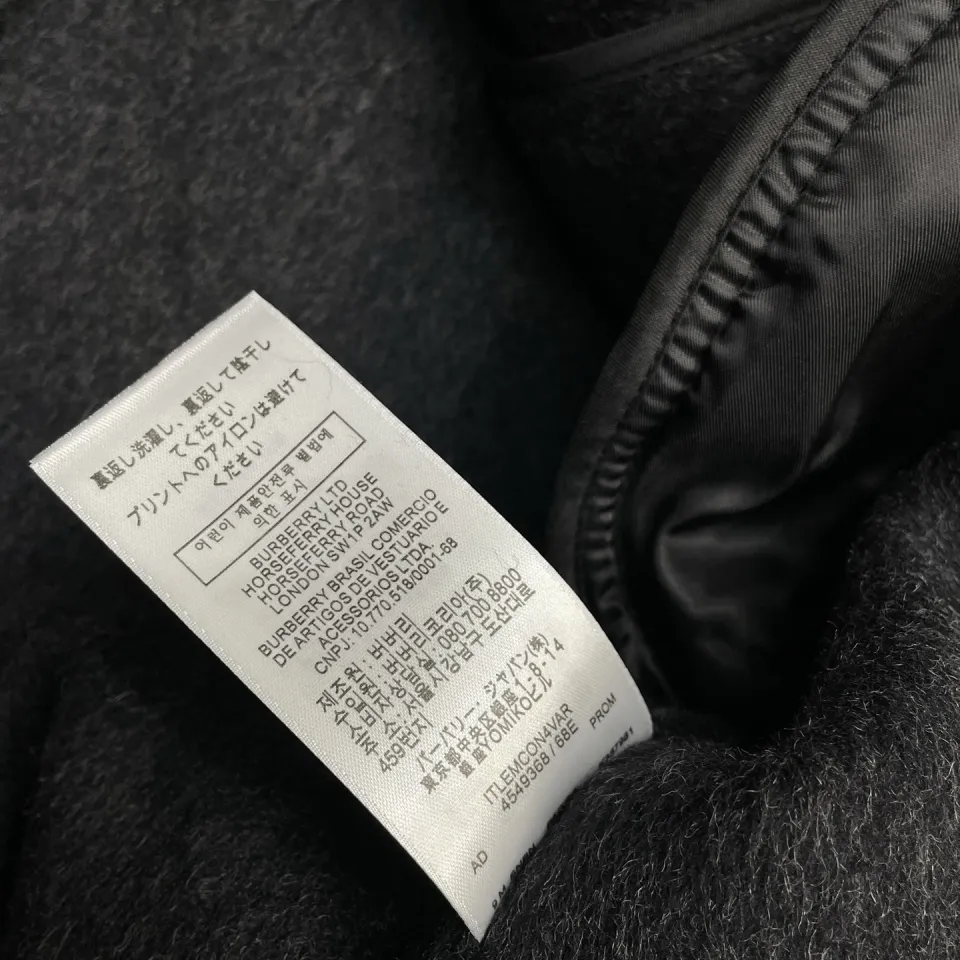 裏返し洗濯し、裏返して陰干し
てください
プリントへのアイロンは避けて
ください
어린이 제품안전무 별법에
의한 표시
BURBERRY LTD
HORSEFERRY HOUSE
HORSEFERRY ROAD
LONDON SW1P 2AW
BURBERRY BRASIL COMERCIO
DE ARTIGOS DE VESTUARIO E
ACESSORIOS LTDA.
CNPJ: 10.770.518/0001-68
제조원: 버버리
수입원: 버버리코리아(주)
소비자상담실: 080.700.8800
주소: 서울시강남구 도산대로
459번지
バーバリー・ジャパン(株)
東京都中央区銀座 8-14
銀座YOMIKOビル
ITLEMCON4VAR
4549368 / 68E
PROM
AD